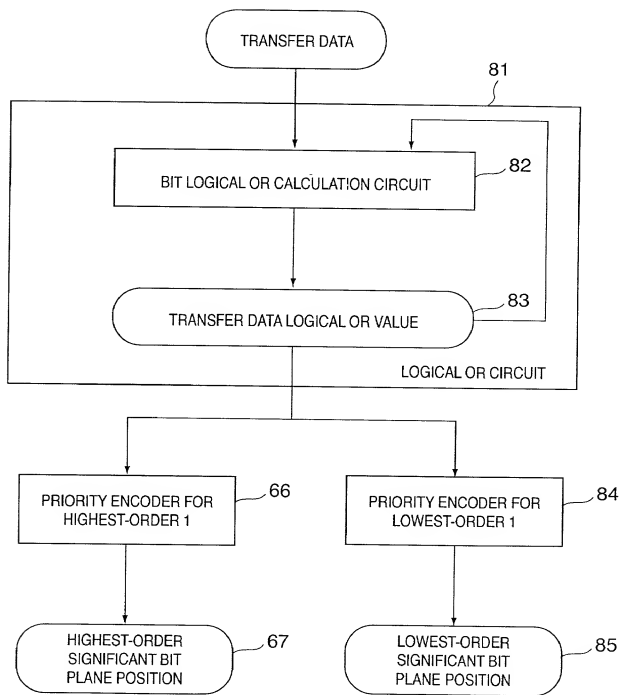 TRANSFER DATA
81
BIT LOGICAL OR CALCULATION CIRCUIT
82
TRANSFER DATA LOGICAL OR VALUE
83
LOGICAL OR CIRCUIT
PRIORITY ENCODER FOR
HIGHEST-ORDER 1
66
PRIORITY ENCODER FOR
LOWEST-ORDER 1
84
HIGHEST-ORDER
SIGNIFICANT BIT
PLANE POSITION
67
LOWEST-ORDER
SIGNIFICANT BIT
PLANE POSITION
85